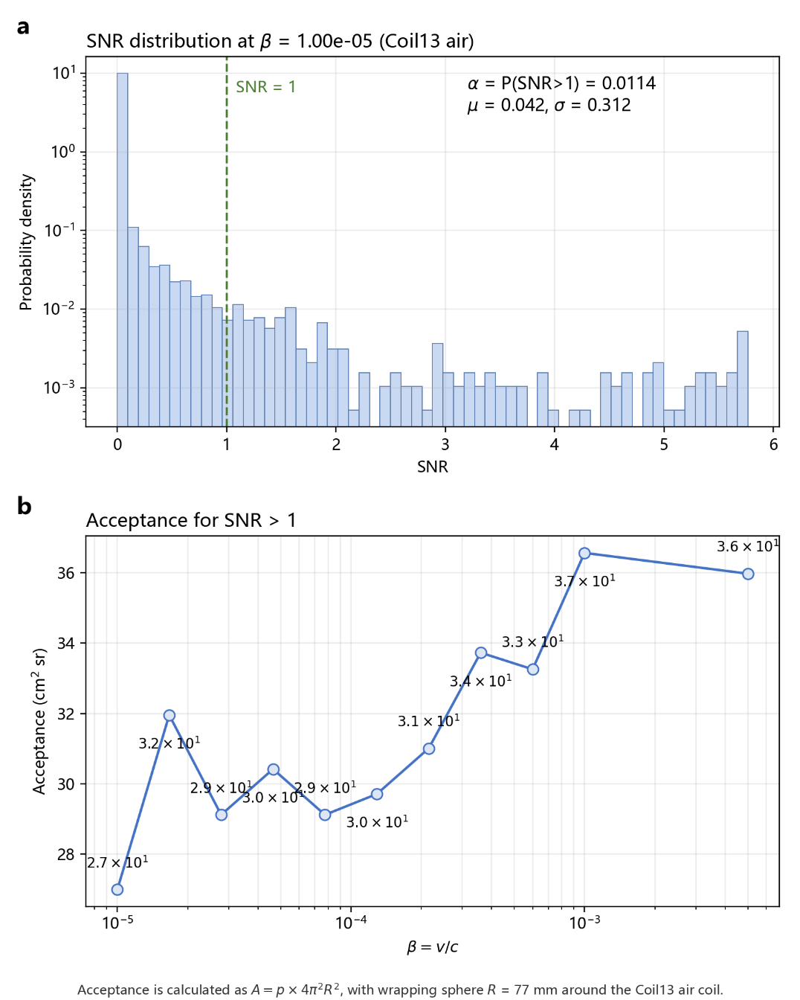 a
SNR distribution at β = 1.00e-05 (Coil13 air)
10¹
10⁰
10⁻¹
10⁻²
10⁻³
Probability density
SNR = 1
α = P(SNR>1) = 0.0114
μ = 0.042, σ = 0.312
0 1 2 3 4 5 6
SNR
b
Acceptance for SNR > 1
36
34
32
30
28
Acceptance (cm² sr)
2.7 × 10¹
3.2 × 10¹
2.9 × 10¹
3.0 × 10¹
2.9 × 10¹
3.0 × 10¹
3.1 × 10¹
3.4 × 10¹
3.3 × 10¹
3.7 × 10¹
3.6 × 10¹
10⁻⁵ 10⁻⁴ 10⁻³
β = v/c
Acceptance is calculated as A = p × 4π²R², with wrapping sphere R = 77 mm around the Coil13 air coil.